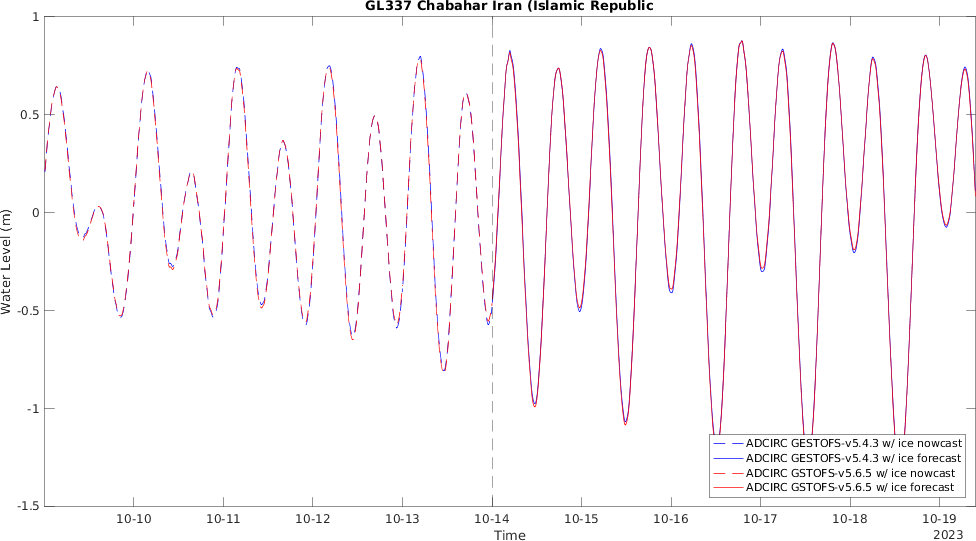 GL337 Chabahar Iran (Islamic Republic
1
0.5
0
-0.5
-1
-1.5
Water Level (m)
ADCIRC GESTOFS-v5.4.3 w/ ice nowcast
ADCIRC GESTOFS-v5.4.3 w/ ice forecast
ADCIRC GSTOFS-v5.6.5 w/ ice nowcast
ADCIRC GSTOFS-v5.6.5 w/ ice forecast
10-10 10-11 10-12 10-13 10-14 10-15 10-16 10-17 10-18 10-19
Time
2023